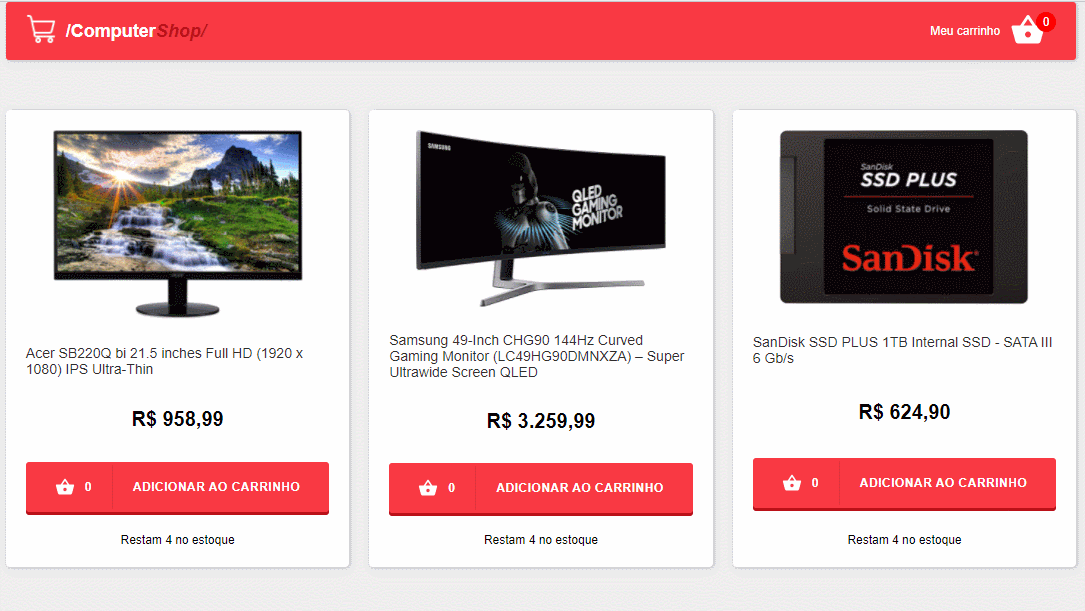 /ComputerShop/
Meu carrinho
0
SAMSUNG
QLED
GAMING
MONITOR
SanDisk
SSD PLUS
Solid State Drive
SanDisk®
Acer SB220Q bi 21.5 inches Full HD (1920 x
1080) IPS Ultra-Thin
R$ 958,99
0
ADICIONAR AO CARRINHO
Restam 4 no estoque
Samsung 49-Inch CHG90 144Hz Curved
Gaming Monitor (LC49HG90DMNXZA) – Super
Ultrawide Screen QLED
R$ 3.259,99
0
ADICIONAR AO CARRINHO
Restam 4 no estoque
SanDisk SSD PLUS 1TB Internal SSD - SATA III
6 Gb/s
R$ 624,90
0
ADICIONAR AO CARRINHO
Restam 4 no estoque